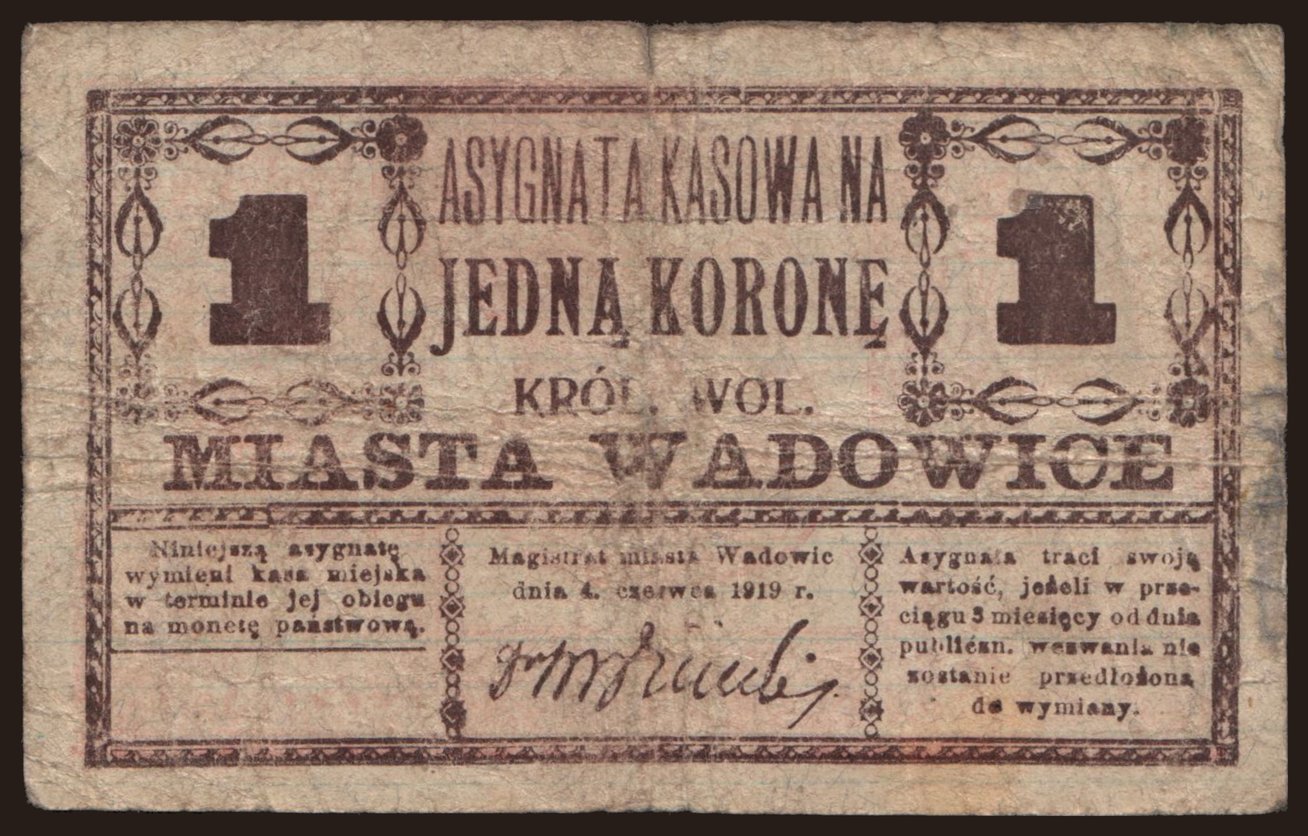 1
1
ASYGNATA KASOWA NA
JEDNĄ KORONĘ
KRÓL. WOL.
MIASTA WADOWICE
Niniejszą asygnatę
wymieni kasa miejska
w terminie jej obiegu
na monetę państwową.
Magistrat miasta Wadowic
dnia 4. czerwca 1919 r.
Asygnata traci swoją
wartość, jeżeli w prze-
ciągu 3 miesięcy od dnia
publiczn. wezwania nie
zostanie przedłożona
do wymiany.